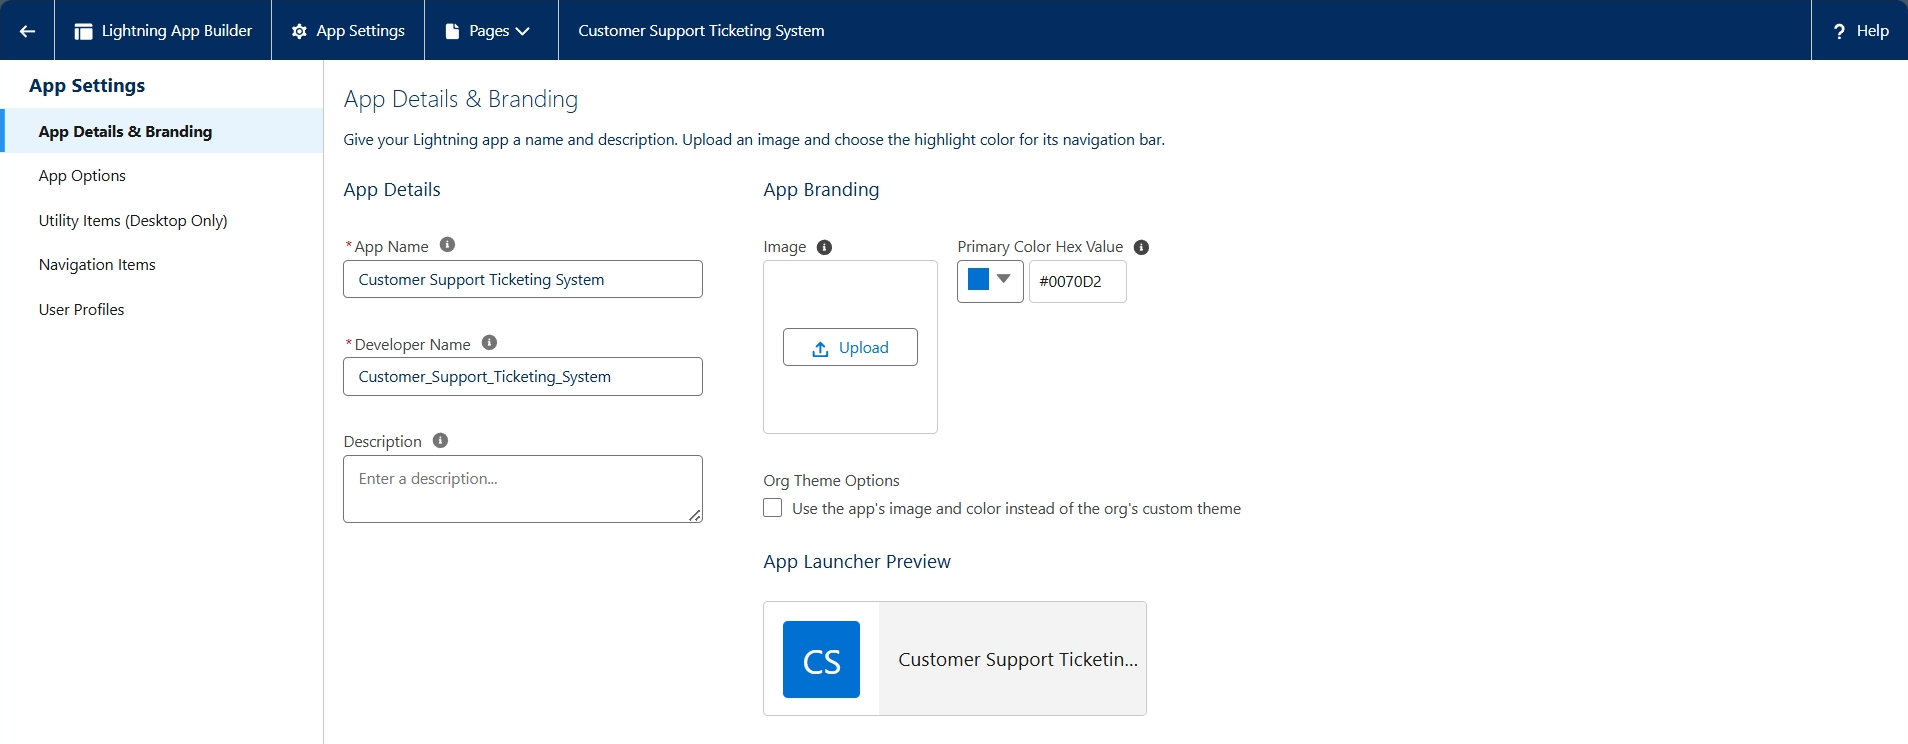 Lightning App Builder
App Settings
Pages
Customer Support Ticketing System
? Help
App Settings
App Details & Branding
App Options
Utility Items (Desktop Only)
Navigation Items
User Profiles
App Details & Branding
Give your Lightning app a name and description. Upload an image and choose the highlight color for its navigation bar.
App Details
* App Name
Customer Support Ticketing System
* Developer Name
Customer_Support_Ticketing_System
Description
Enter a description...
App Branding
Image
Upload
Primary Color Hex Value
#0070D2
Org Theme Options
Use the app's image and color instead of the org's custom theme
App Launcher Preview
CS
Customer Support Ticketin...